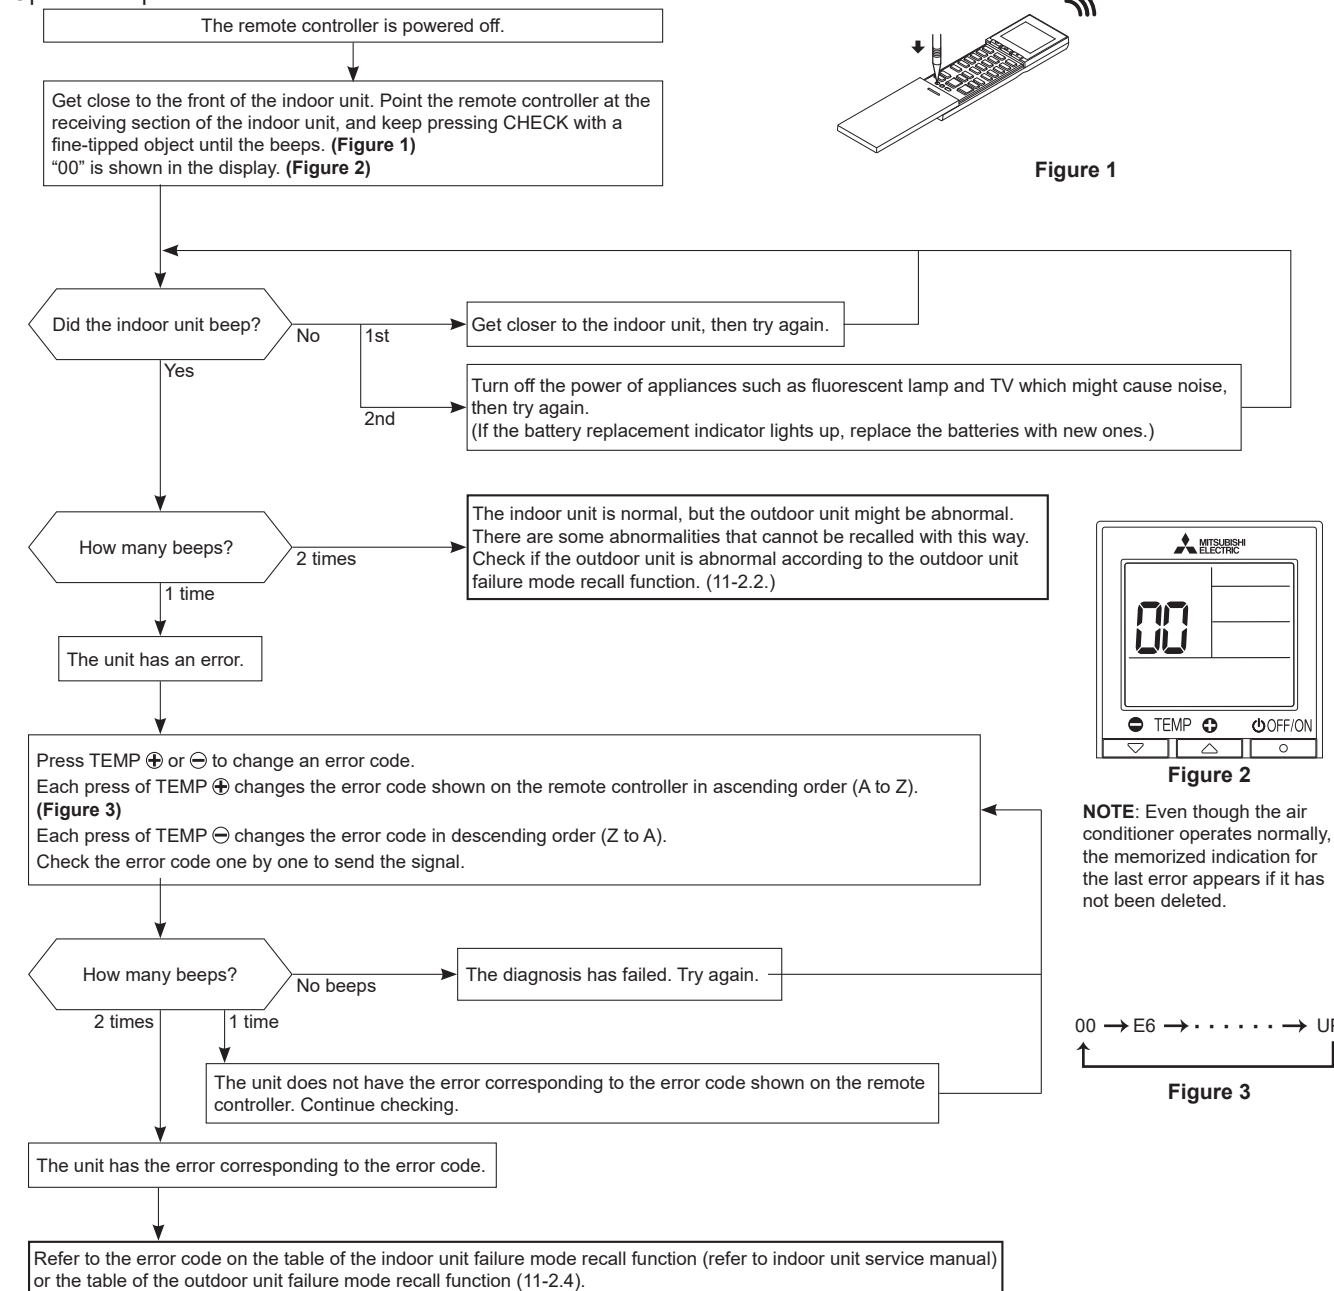 The remote controller is powered off.
Get close to the front of the indoor unit. Point the remote controller at the
receiving section of the indoor unit, and keep pressing CHECK with a
fine-tipped object until the beeps. (Figure 1)
“00” is shown in the display. (Figure 2)
Figure 1
Did the indoor unit beep?
No
1st
Get closer to the indoor unit, then try again.
Yes
2nd
Turn off the power of appliances such as fluorescent lamp and TV which might cause noise,
then try again.
(If the battery replacement indicator lights up, replace the batteries with new ones.)
How many beeps?
2 times
The indoor unit is normal, but the outdoor unit might be abnormal.
There are some abnormalities that cannot be recalled with this way.
Check if the outdoor unit is abnormal according to the outdoor unit
failure mode recall function. (11-2.2.)
1 time
The unit has an error.
MITSUBISHI
ELECTRIC
00
⊖ TEMP ⊕ ⏻OFF/ON
▽ △ ○
Figure 2
NOTE: Even though the air
conditioner operates normally,
the memorized indication for
the last error appears if it has
not been deleted.
Press TEMP ⊕ or ⊖ to change an error code.
Each press of TEMP ⊕ changes the error code shown on the remote controller in ascending order (A to Z).
(Figure 3)
Each press of TEMP ⊖ changes the error code in descending order (Z to A).
Check the error code one by one to send the signal.
How many beeps?
No beeps
The diagnosis has failed. Try again.
2 times
1 time
The unit does not have the error corresponding to the error code shown on the remote
controller. Continue checking.
00 → E6 → · · · · · · →
Figure 3
The unit has the error corresponding to the error code.
Refer to the error code on the table of the indoor unit failure mode recall function (refer to indoor unit service manual)
or the table of the outdoor unit failure mode recall function (11-2.4).